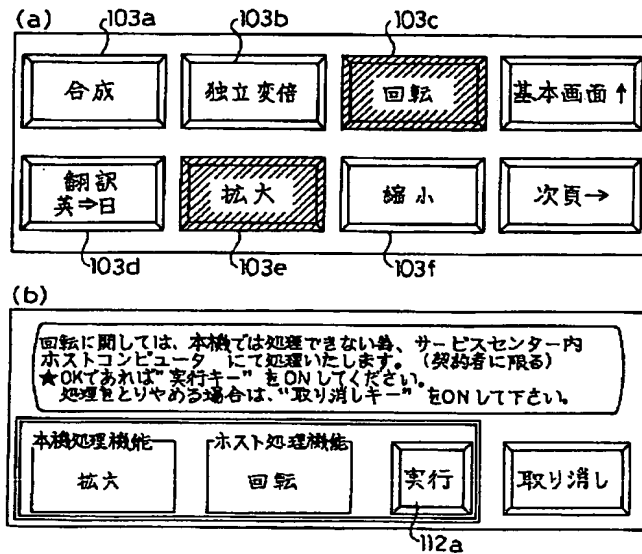 (a)
103a
103b
103c
合成
独立変倍
回転
基本画面↑
翻訳
英⇒日
拡大
縮小
次頁→
103d
103e
103f
(b)
回転に関しては、本機では処理できない為、サービスセンター内
ホストコンピュータ にて処理いたします。(契約者に限る)
★OKであれば"実行キー"をONしてください。
処理をとりやめる場合は、"取り消しキー"をONして下さい。
本機処理機能
ホスト処理機能
拡大
回転
実行
取り消し
112a